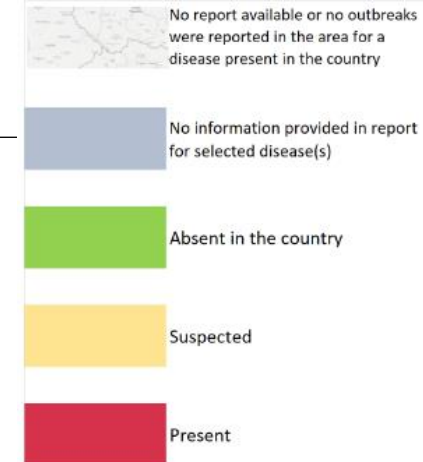 No report available or no outbreaks
were reported in the area for a
disease present in the country
No information provided in report
for selected disease(s)
Absent in the country
Suspected
Present